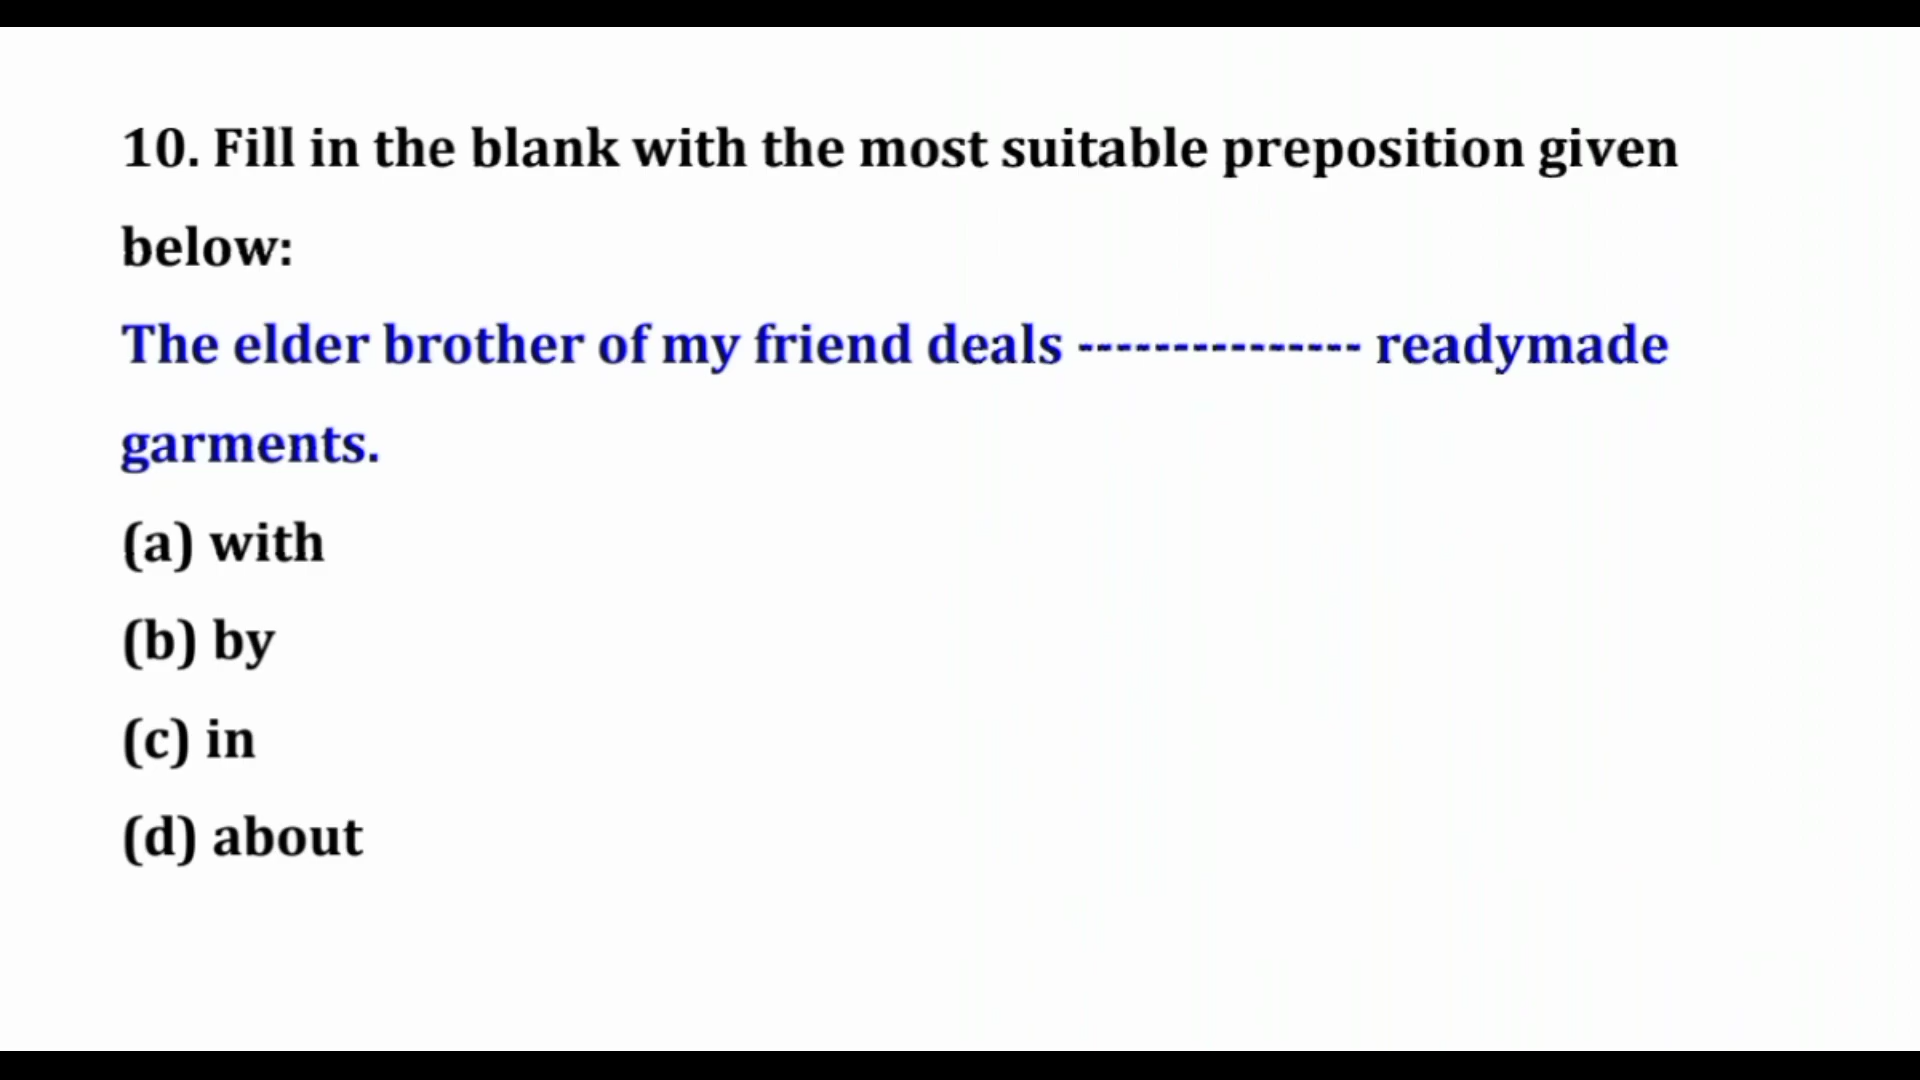 10. Fill in the blank with the most suitable preposition given
below:
The elder brother of my friend deals --------------- readymade
garments.
(a) with
(b) by
(c) in
(d) about